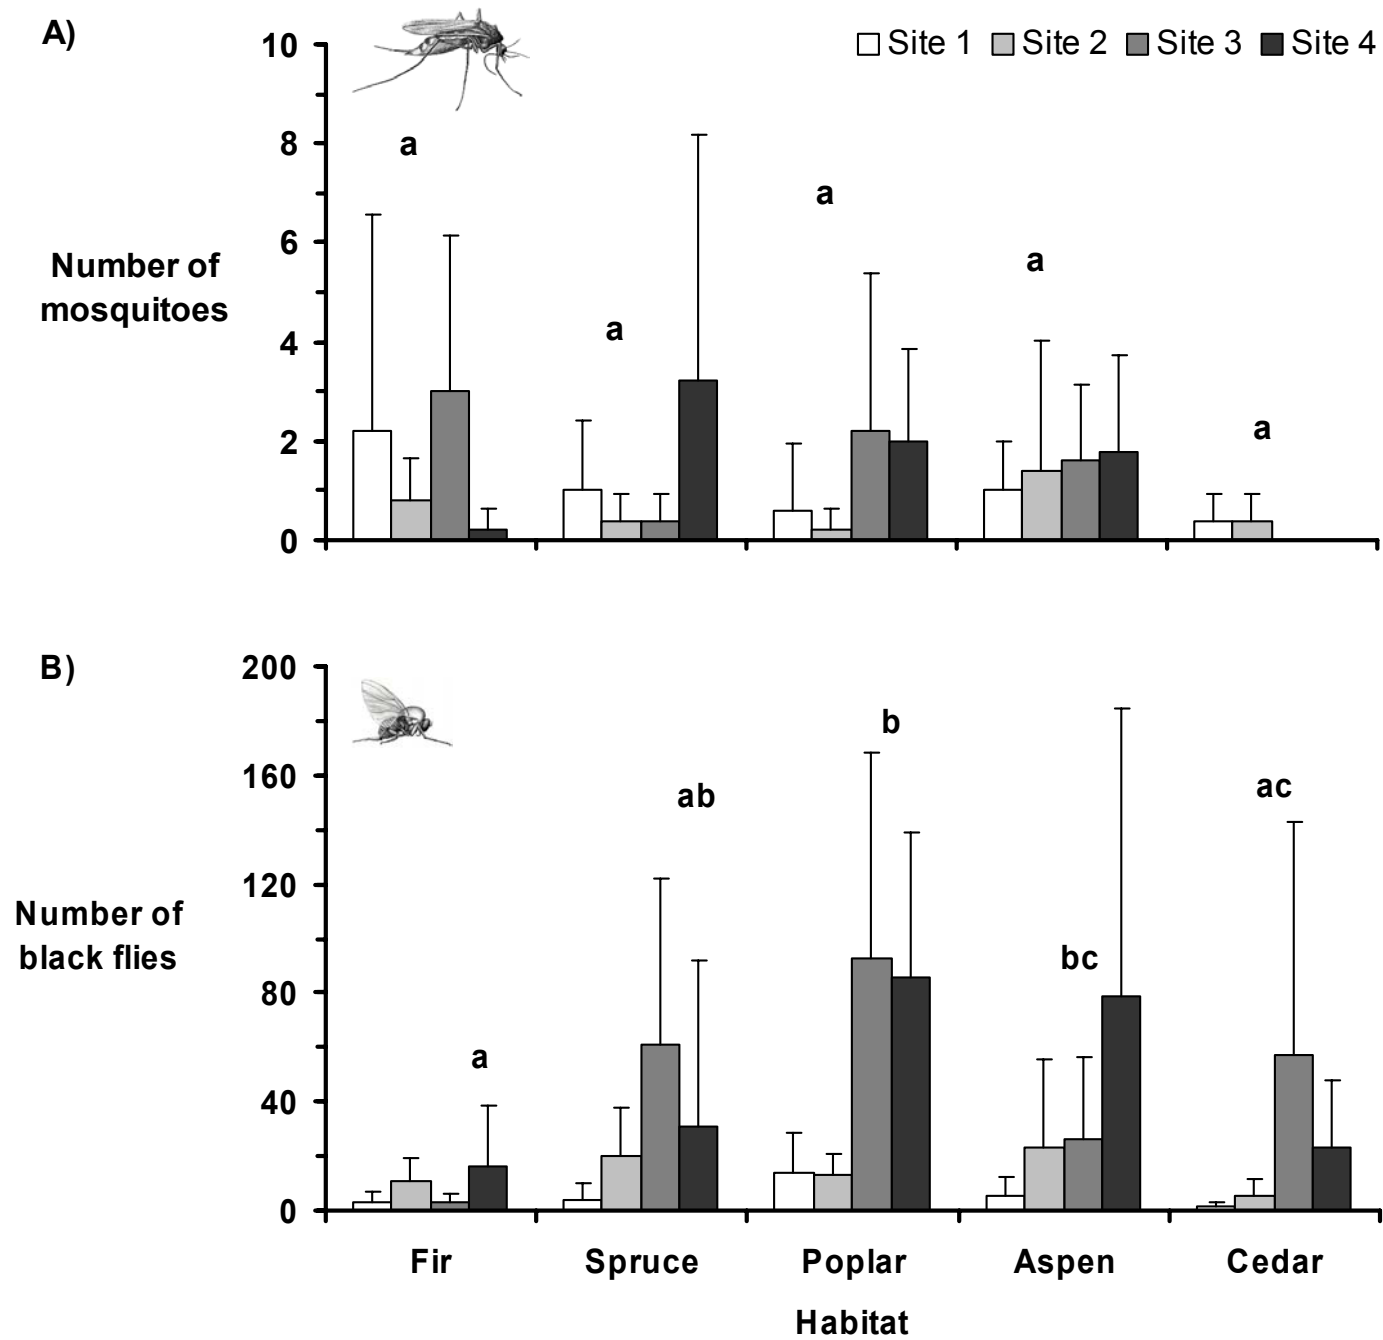 A)
Site 1 Site 2 Site 3 Site 4
10
8
6
4
2
0
Number of
mosquitoes
a
a
a
a
a
B)
200
160
120
80
40
0
Number of
black flies
a
ab
b
bc
ac
Fir Spruce Poplar Aspen Cedar
Habitat